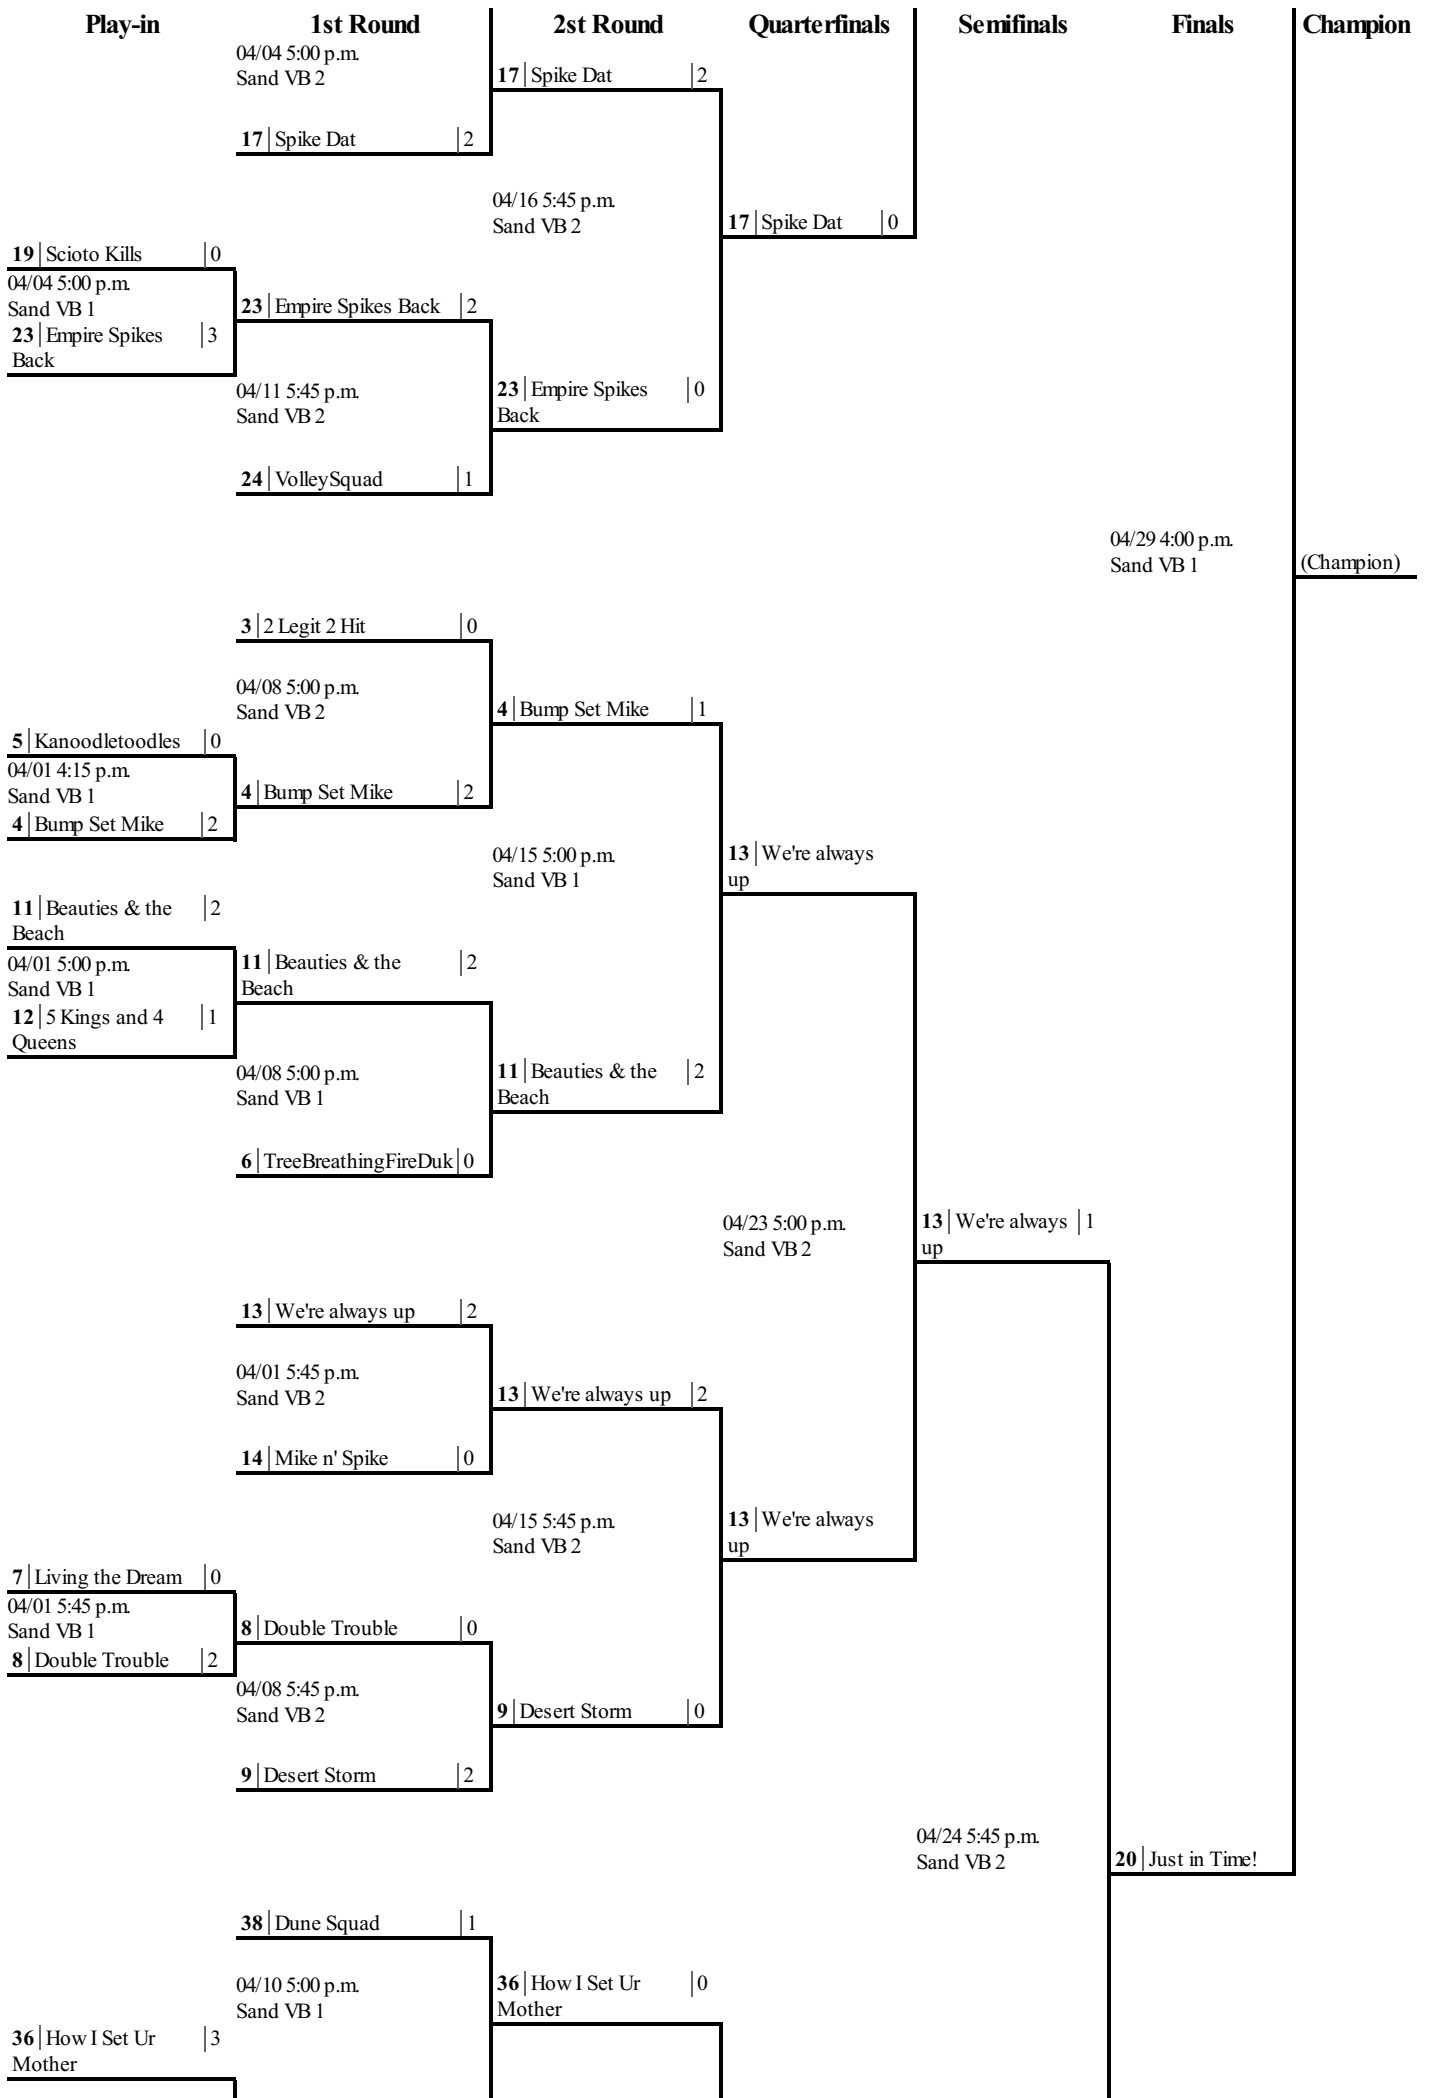 Play-in 1st Round 2st Round Quarterfinals Semifinals Finals Champion
04/04 5:00 p.m.
Sand VB 2
17 Spike Dat 2
17 Spike Dat 2
04/16 5:45 p.m.
Sand VB 2
17 Spike Dat 0
19 Scioto Kills 0
04/04 5:00 p.m.
Sand VB 1
23 Empire Spikes Back 2
23 Empire Spikes 3
Back
04/11 5:45 p.m.
Sand VB 2
23 Empire Spikes 0
Back
24 VolleySquad 1
04/29 4:00 p.m.
Sand VB 1
(Champion)
3 2 Legit 2 Hit 0
04/08 5:00 p.m.
Sand VB 2
4 Bump Set Mike 1
5 Kanoodletoodles 0
04/01 4:15 p.m.
Sand VB 1
4 Bump Set Mike 2
4 Bump Set Mike 2
04/15 5:00 p.m.
Sand VB 1
13 We're always
up
11 Beauties & the 2
Beach
04/01 5:00 p.m.
Sand VB 1
11 Beauties & the 2
Beach
12 5 Kings and 4 1
Queens
04/08 5:00 p.m.
Sand VB 1
11 Beauties & the 2
Beach
6 TreeBreathingFireDuk 0
04/23 5:00 p.m.
Sand VB 2
13 We're always 1
up
13 We're always up 2
04/01 5:45 p.m.
Sand VB 2
13 We're always up 2
14 Mike n' Spike 0
04/15 5:45 p.m.
Sand VB 2
13 We're always
up
7 Living the Dream 0
04/01 5:45 p.m.
Sand VB 1
8 Double Trouble 0
8 Double Trouble 2
04/08 5:45 p.m.
Sand VB 2
9 Desert Storm 0
9 Desert Storm 2
04/24 5:45 p.m.
Sand VB 2
20 Just in Time!
38 Dune Squad 1
04/10 5:00 p.m.
Sand VB 1
36 How I Set Ur 0
Mother
36 How I Set Ur 3
Mother